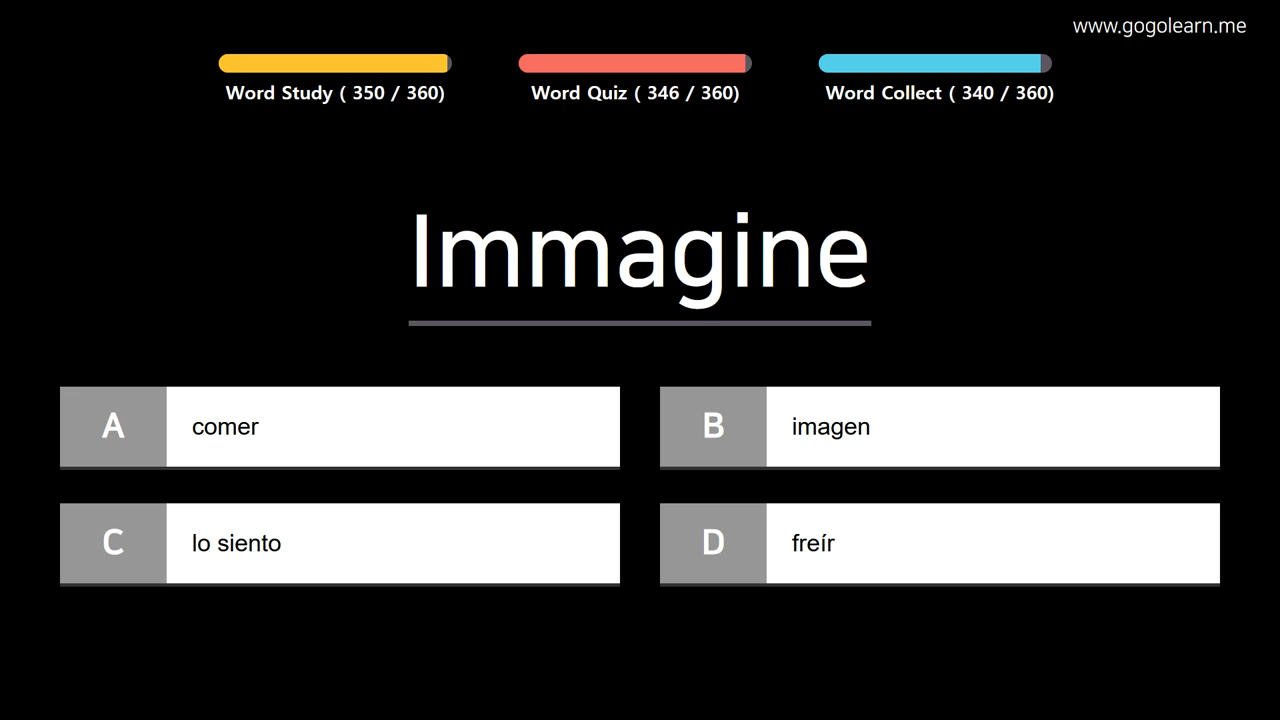 www.gogolearn.me
Word Study ( 350 / 360)
Word Quiz ( 346 / 360)
Word Collect ( 340 / 360)
Immagine
A comer
B imagen
C lo siento
D freír